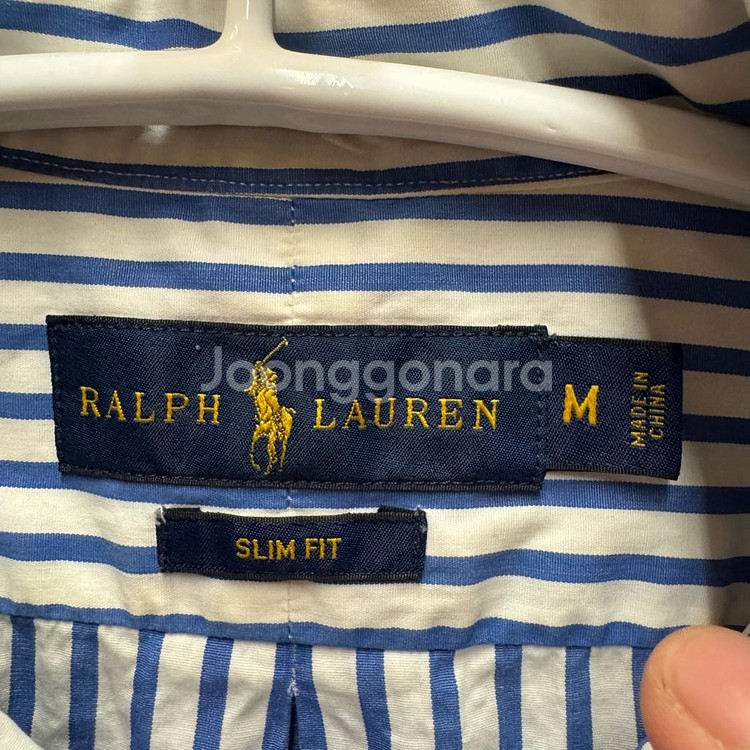 Joonggonara
RALPH LAUREN
M
MADE IN
CHINA
SLIM FIT